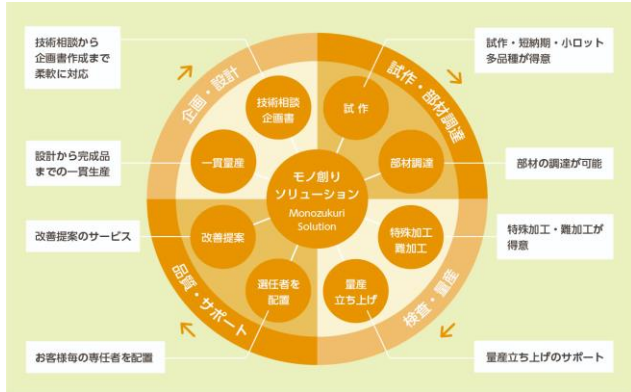 技術相談から
企画書作成まで
柔軟に対応
試作・短納期・小ロット
多品種が得意
企画・設計
試作・部材調達
技術相談
企画書
試作
設計から完成品
までの一貫生産
一貫量産
部材調達
部材の調達が可能
モノ創り
ソリューション
Monozukuri
Solution
改善提案のサービス
改善提案
特殊加工
難加工
特殊加工・難加工が
得意
選任者を
配置
量産
立ち上げ
品質・サポート
検査・量産
お客様毎の専任者を配置
量産立ち上げのサポート